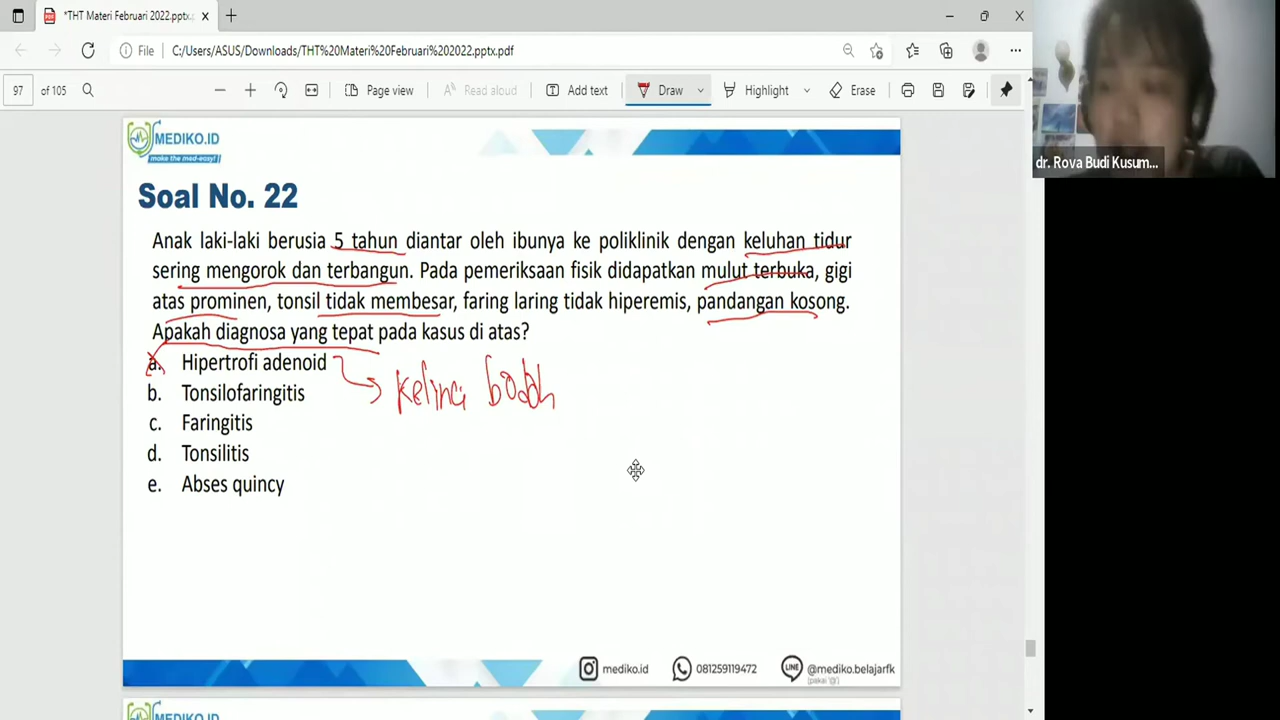 *THT Materi Februari 2022.pptx.p
File
C:/Users/ASUS/Downloads/THT%20Materi%20Februari%202022.pptx.pdf
97 of 105
Page view
Read aloud
Add text
Draw
Highlight
Erase
dr. Rova Budi Kusum...
MEDIKO.ID
make the med-easy!
Soal No. 22
Anak laki-laki berusia 5 tahun diantar oleh ibunya ke poliklinik dengan keluhan tidur
sering mengorok dan terbangun. Pada pemeriksaan fisik didapatkan mulut terbuka, gigi
atas prominen, tonsil tidak membesar, faring laring tidak hiperemis, pandangan kosong.
Apakah diagnosa yang tepat pada kasus di atas?
a. Hipertrofi adenoid
Kelinci bodoh
b. Tonsilofaringitis
c. Faringitis
d. Tonsilitis
e. Abses quincy
mediko.id
081259119472
@mediko.belajarfk
(pakai '@')
MEDIKO.ID